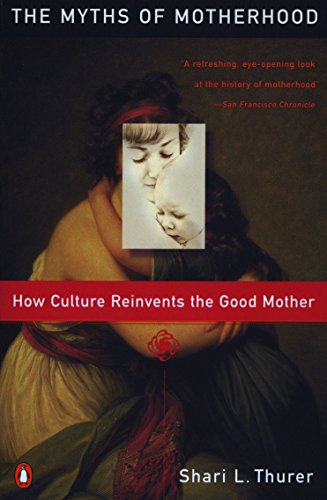 THE MYTHS OF MOTHERHOOD
"A refreshing, eye-opening look
at the history of motherhood"
—San Francisco Chronicle
How Culture Reinvents the Good Mother
Shari L. Thurer